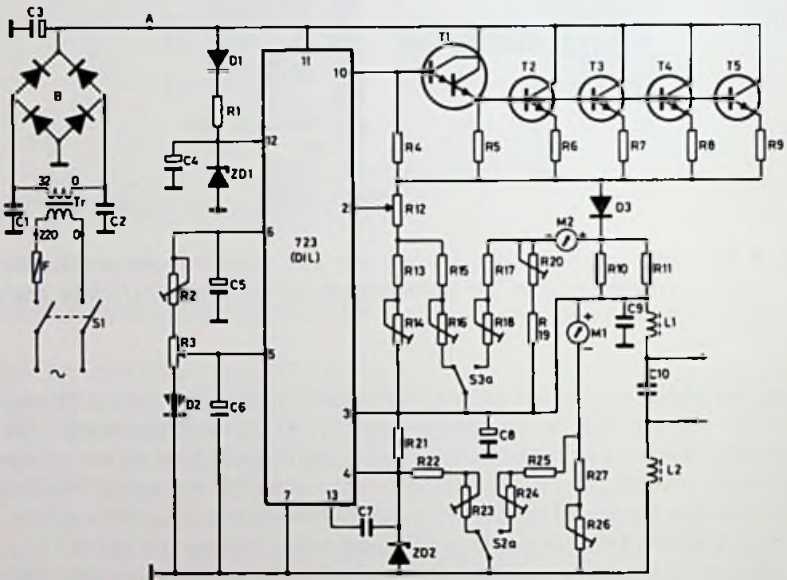 C3
A
B
D1
R1
C4
ZD1
11
10
12
2
6
5
3
4
7
13
723
(DIL)
T1
T2
T3
T4
T5
R4
R5
R6
R7
R8
R9
R12
D3
M2
- +
C1
32 0
Tr
220 0
C2
F
S1
~
R2
R3
D2
C5
C6
R13
R15
R17
R20
R10
R11
R14
R16
R18
R19
+
M1
-
C9
L1
S3a
C10
R21
C8
R22
R25
R23
R24
R27
L2
C7
ZD2
S2a
R26